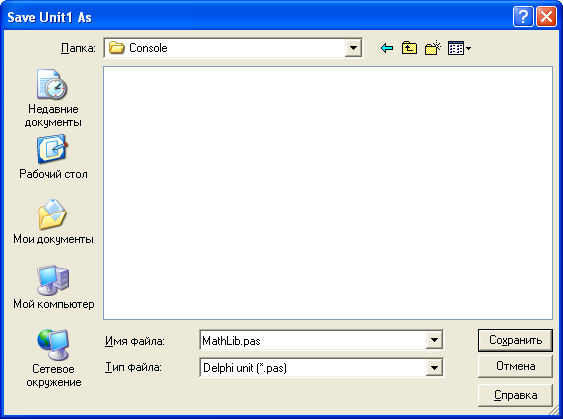 Save Unit1 As
Папка:
Console
Недавние
документы
Рабочий стол
Мои документы
Мой компьютер
Сетевое
окружение
Имя файла:
MathLib.pas
Сохранить
Тип файла:
Delphi unit (*.pas)
Отмена
Справка